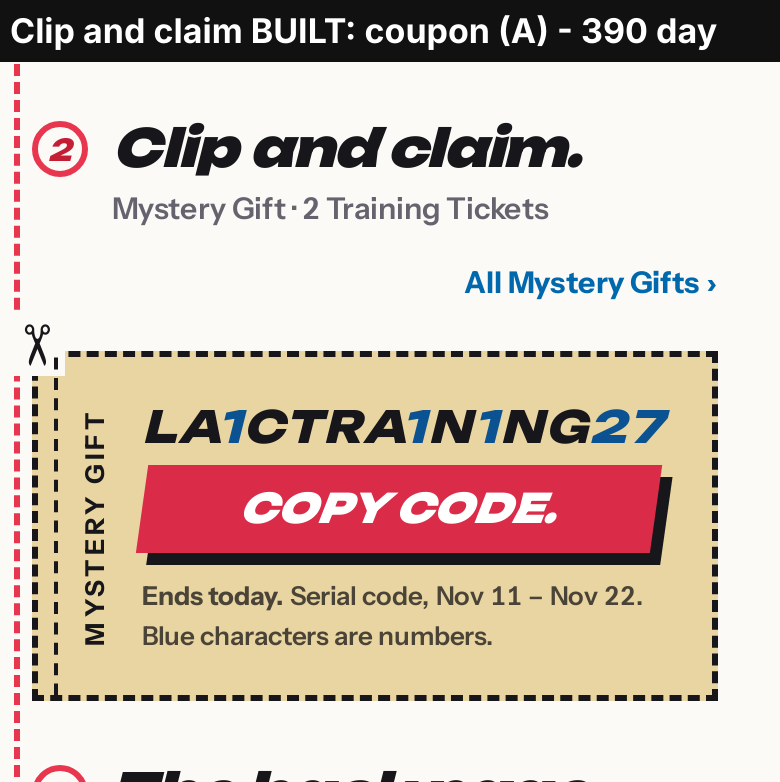 Clip and claim BUILT: coupon (A) - 390 day
2
Clip and claim.
Mystery Gift · 2 Training Tickets
All Mystery Gifts ›
MYSTERY GIFT
LA1CTRA1N1NG27
COPY CODE.
Ends today. Serial code, Nov 11 – Nov 22.
Blue characters are numbers.